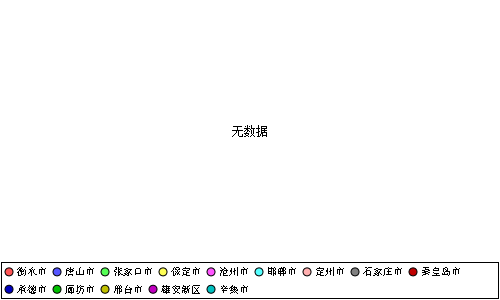 无数据
衡水市 唐山市 张家口市 保定市 沧州市 邯郸市 定州市 石家庄市 秦皇岛市
承德市 廊坊市 邢台市 雄安新区 辛集市